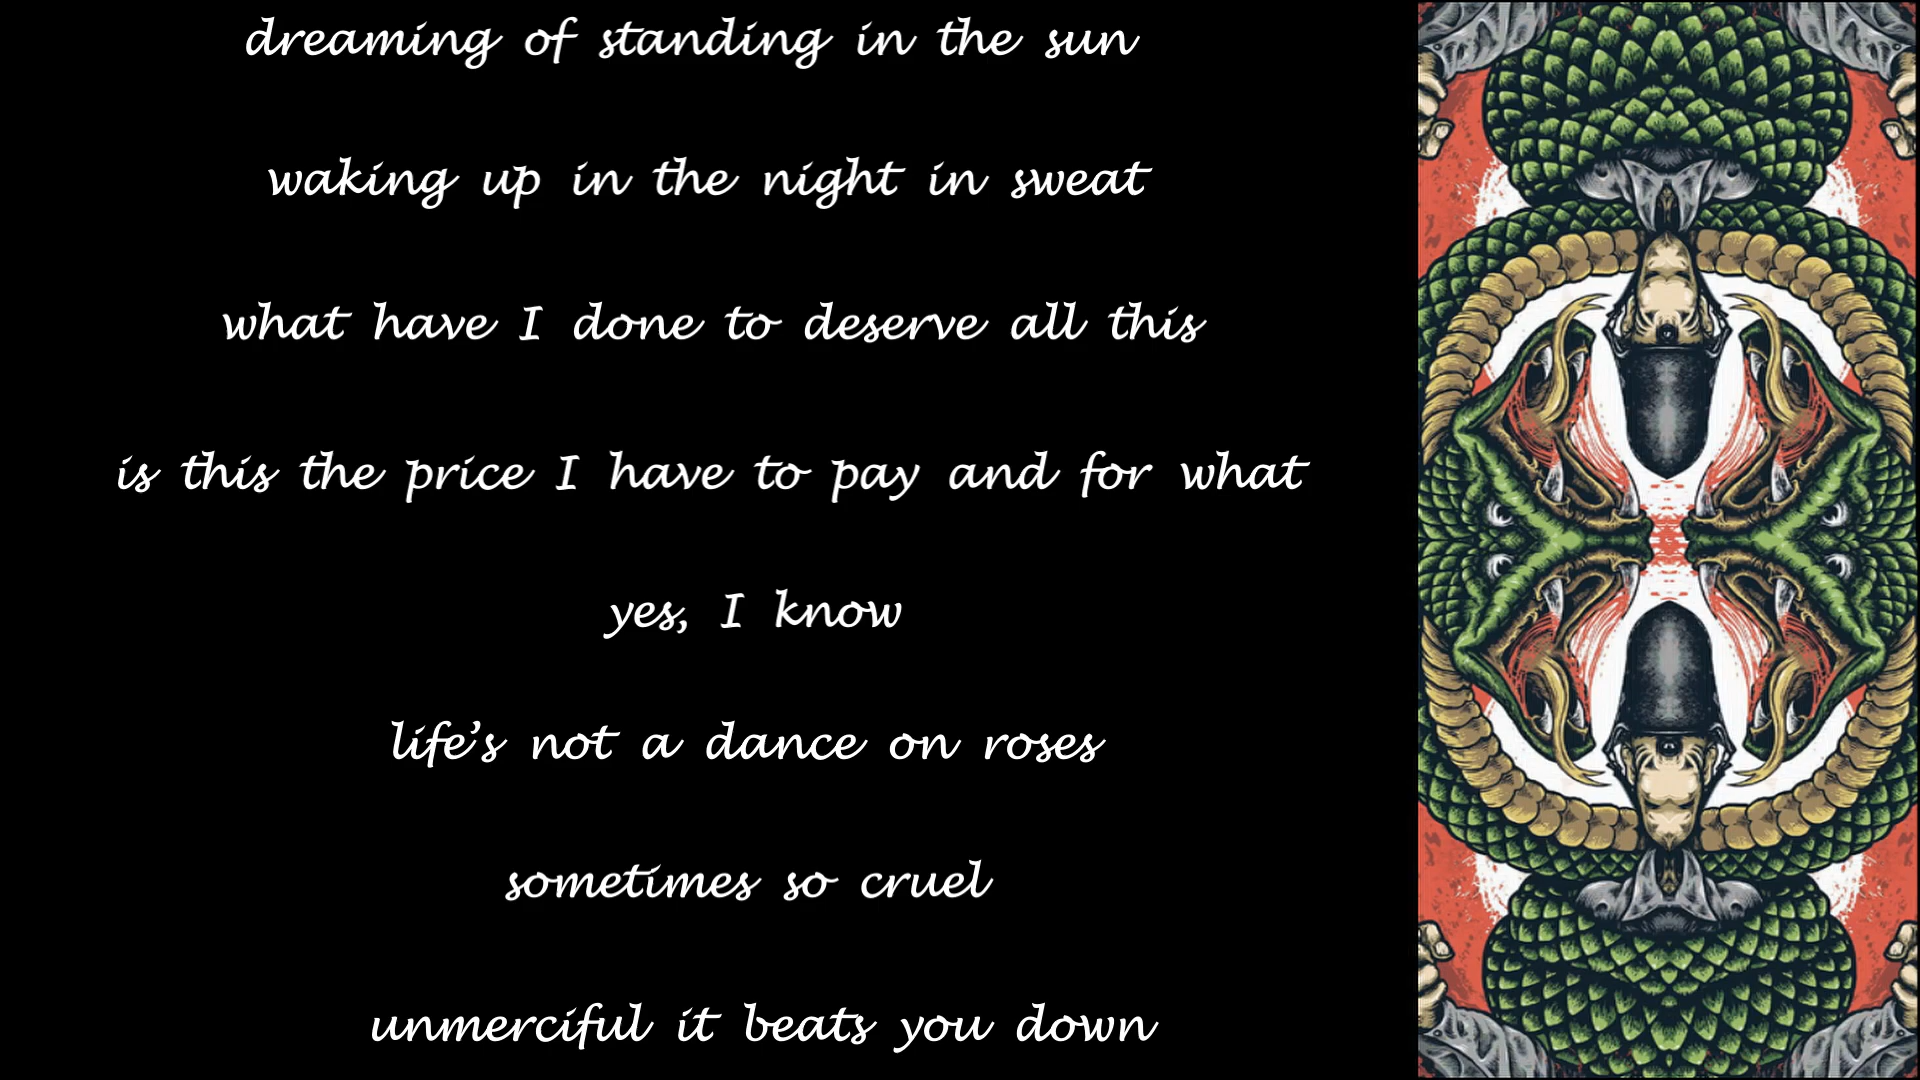 dreaming of standing in the sun
waking up in the night in sweat
what have I done to deserve all this
is this the price I have to pay and for what
yes, I know
life’s not a dance on roses
sometimes so cruel
unmerciful it beats you down